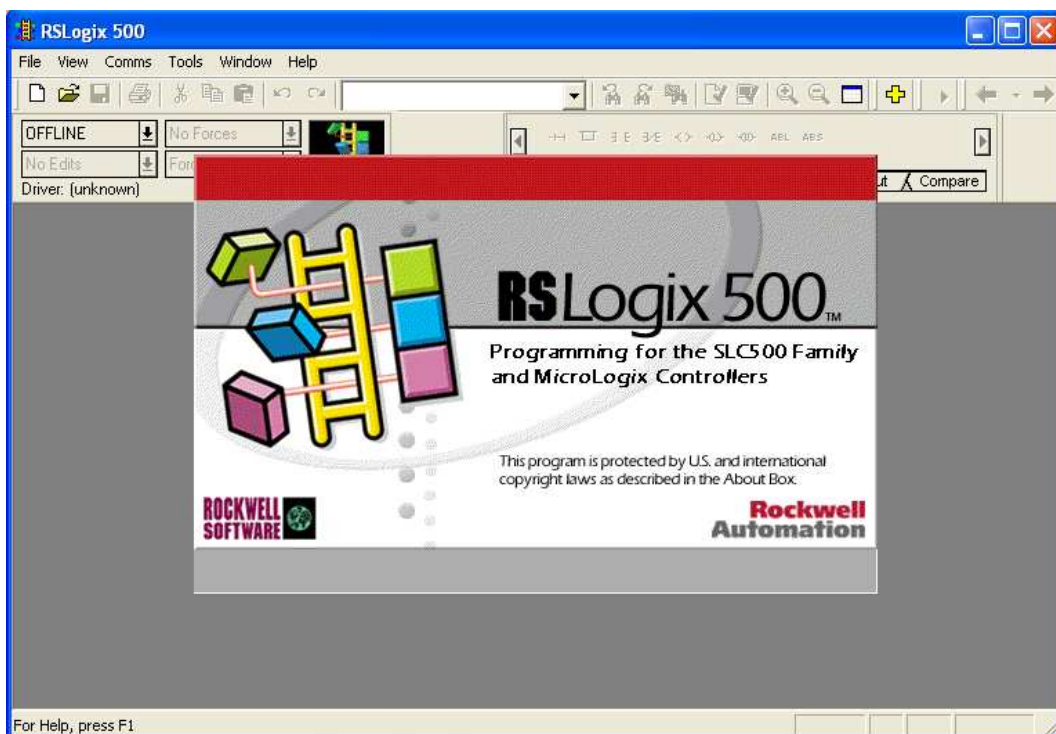 RSLogix 500
File View Comms Tools Window Help
OFFLINE No Forces
No Edits
Driver: (unknown)
ABL ABS
Compare
RSLogix 500™
Programming for the SLC500 Family
and MicroLogix Controllers
This program is protected by U.S. and international
copyright laws as described in the About Box.
ROCKWELL
SOFTWARE
Rockwell
Automation
For Help, press F1